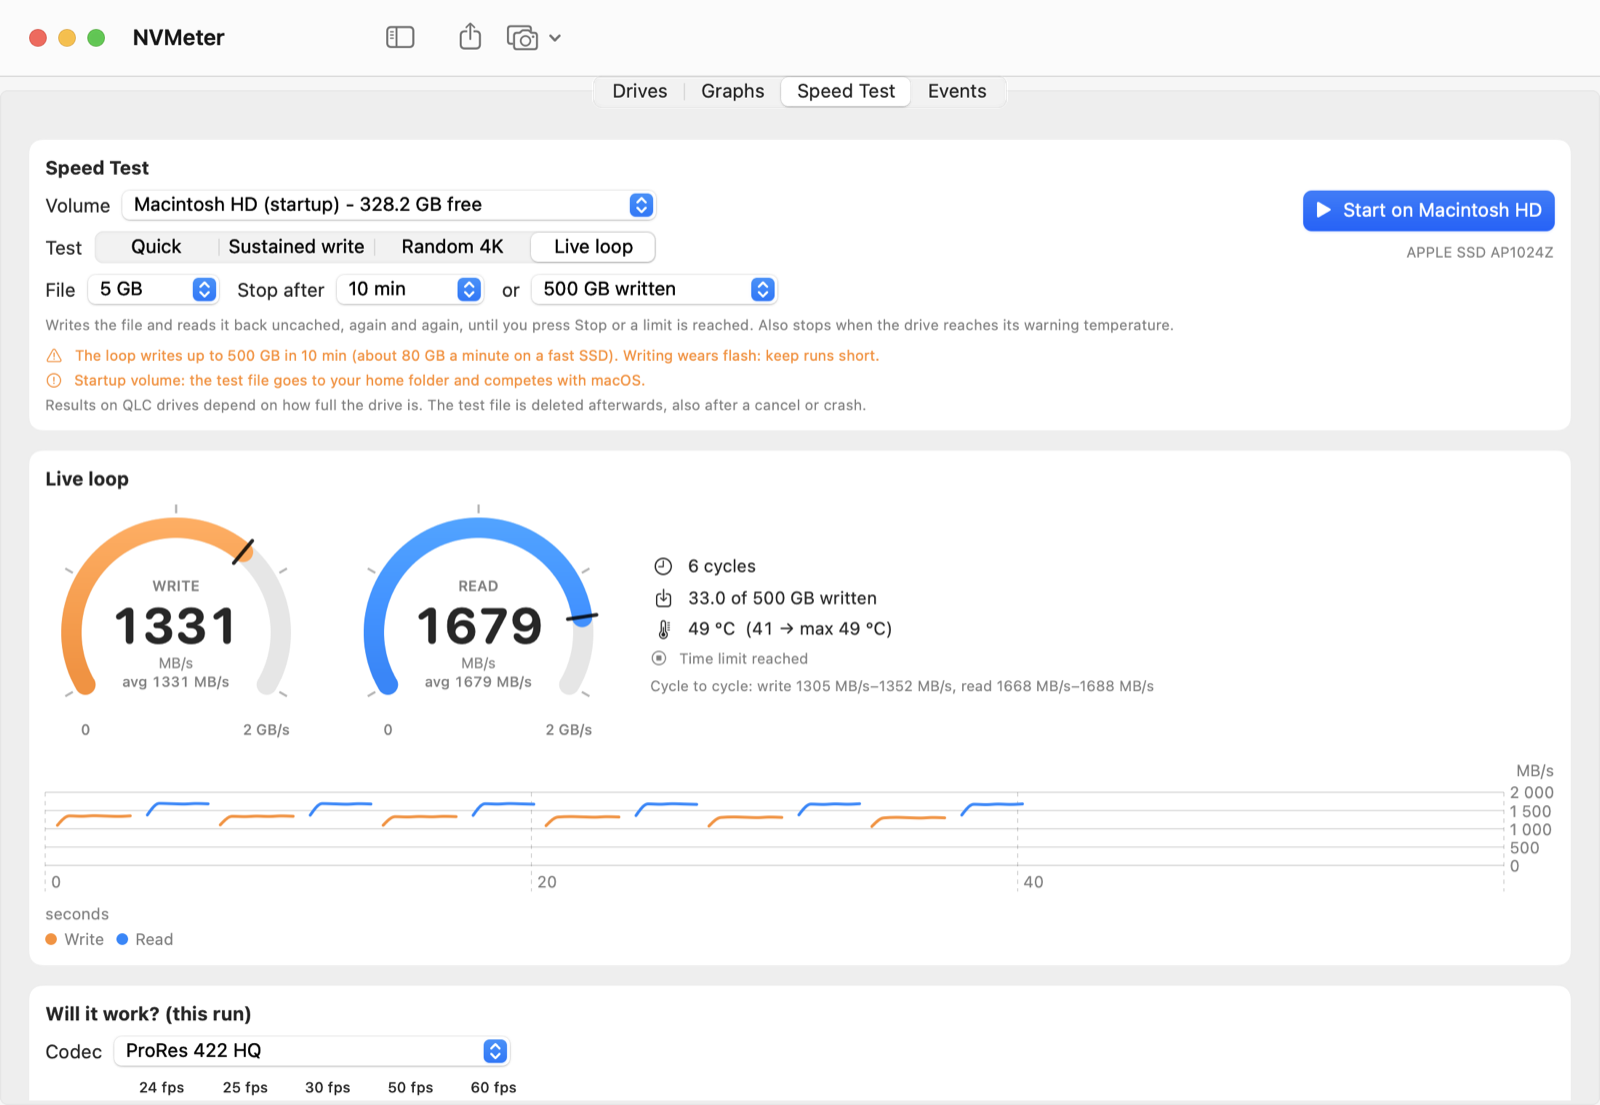 NVMeter
Drives Graphs Speed Test Events
Speed Test
Volume Macintosh HD (startup) - 328.2 GB free
Start on Macintosh HD
Test Quick Sustained write Random 4K Live loop
APPLE SSD AP1024Z
File 5 GB Stop after 10 min or 500 GB written
Writes the file and reads it back uncached, again and again, until you press Stop or a limit is reached. Also stops when the drive reaches its warning temperature.
The loop writes up to 500 GB in 10 min (about 80 GB a minute on a fast SSD). Writing wears flash: keep runs short.
Startup volume: the test file goes to your home folder and competes with macOS.
Results on QLC drives depend on how full the drive is. The test file is deleted afterwards, also after a cancel or crash.
Live loop
WRITE
1331
MB/s
avg 1331 MB/s
0 2 GB/s
READ
1679
MB/s
avg 1679 MB/s
0 2 GB/s
6 cycles
33.0 of 500 GB written
49 °C (41 → max 49 °C)
Time limit reached
Cycle to cycle: write 1305 MB/s–1352 MB/s, read 1668 MB/s–1688 MB/s
MB/s
2 000
1 500
1 000
500
0
0 20 40
seconds
Write Read
Will it work? (this run)
Codec ProRes 422 HQ
24 fps 25 fps 30 fps 50 fps 60 fps